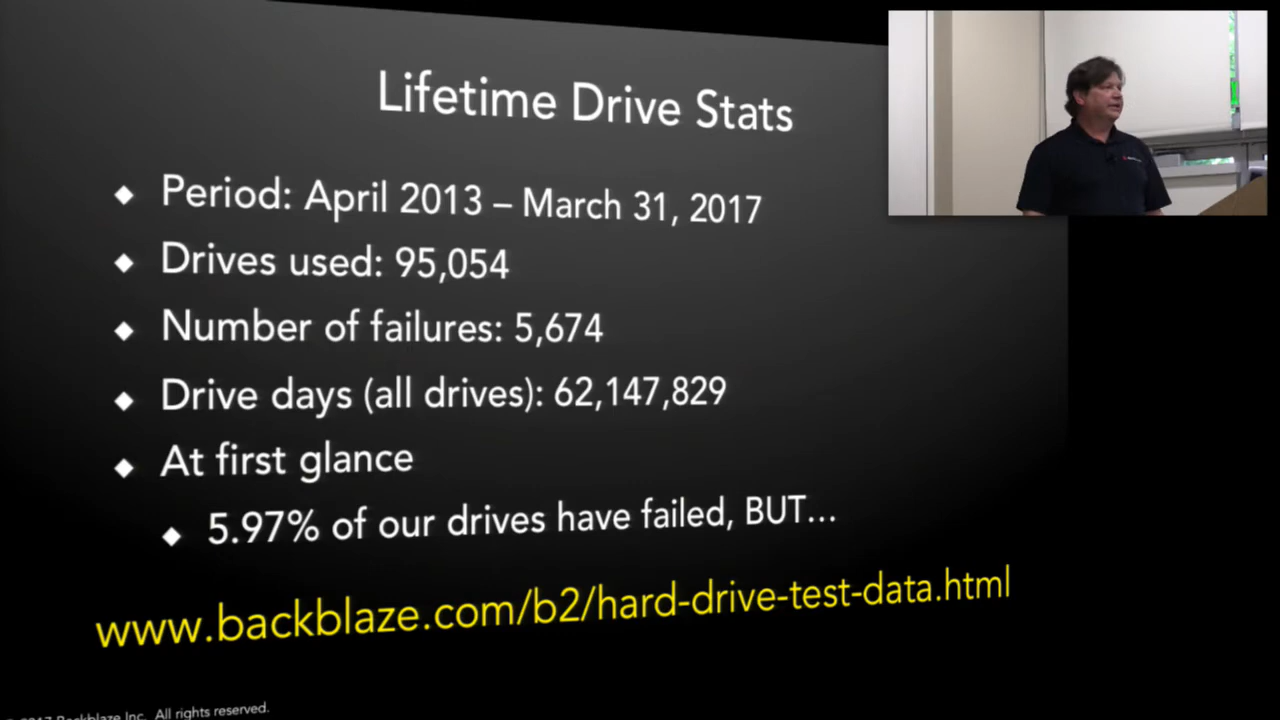 Lifetime Drive Stats
Period: April 2013 – March 31, 2017
Drives used: 95,054
Number of failures: 5,674
Drive days (all drives): 62,147,829
At first glance
5.97% of our drives have failed, BUT...
www.backblaze.com/b2/hard-drive-test-data.html
2017 Backblaze Inc. All rights reserved.